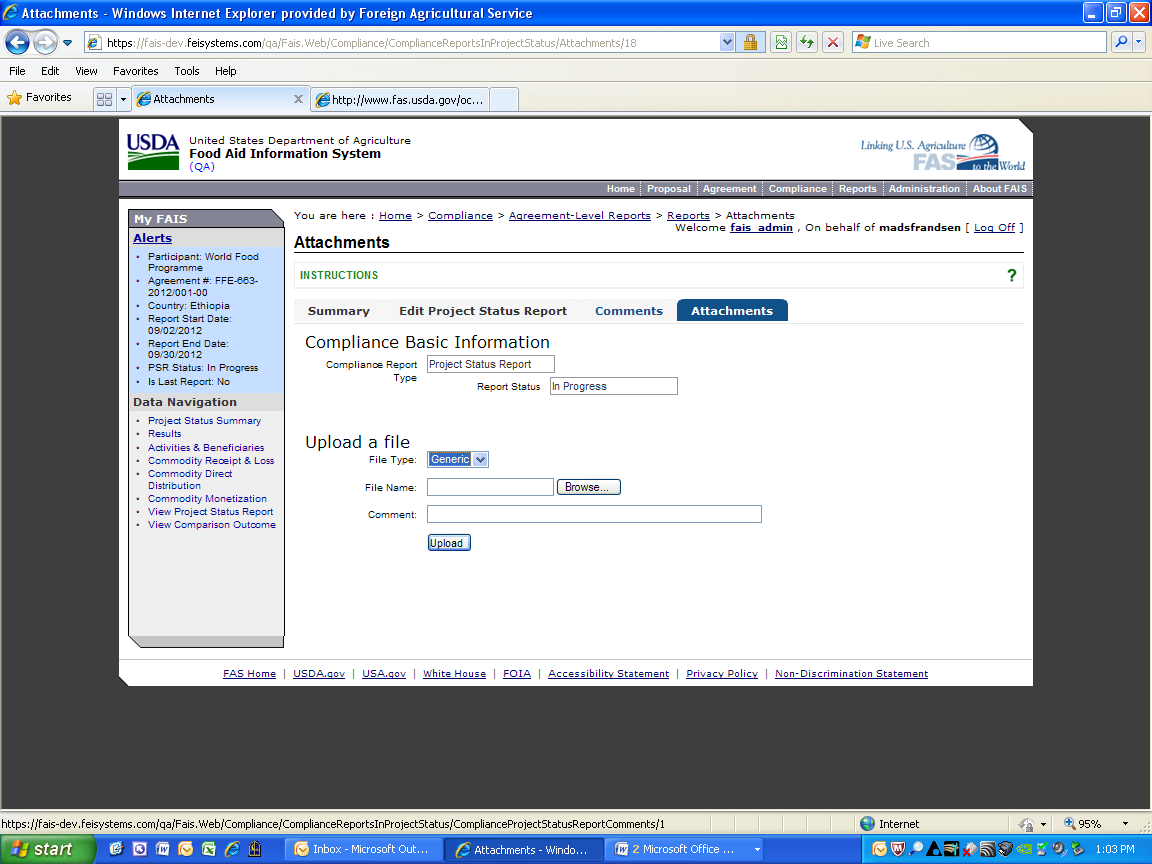 Attachments - Windows Internet Explorer provided by Foreign Agricultural Service
https://fais-dev.feisystems.com/qa/Fais.Web/Compliance/ComplianceReportsInProjectStatus/Attachments/18
Live Search
File Edit View Favorites Tools Help
Favorites
Attachments
http://www.fas.usda.gov/oc...
USDA
United States Department of Agriculture
Food Aid Information System
(QA)
Linking U.S. Agriculture
FAS to the World
Home Proposal Agreement Compliance Reports Administration About FAIS
My FAIS
Alerts
Participant: World Food
Programme
Agreement #: FFE-663-
2012/001-00
Country: Ethiopia
Report Start Date:
09/02/2012
Report End Date:
09/30/2012
PSR Status: In Progress
Is Last Report: No
Data Navigation
Project Status Summary
Results
Activities & Beneficiaries
Commodity Receipt & Loss
Commodity Direct
Distribution
Commodity Monetization
View Project Status Report
View Comparison Outcome
You are here : Home > Compliance > Agreement-Level Reports > Reports > Attachments
Welcome fais_admin , On behalf of madsfrandsen [ Log Off ]
Attachments
INSTRUCTIONS
?
Summary Edit Project Status Report Comments Attachments
Compliance Basic Information
Compliance Report
Type
Project Status Report
Report Status In Progress
Upload a file
File Type: Generic
File Name: Browse...
Comment:
Upload
FAS Home | USDA.gov | USA.gov | White House | FOIA | Accessibility Statement | Privacy Policy | Non-Discrimination Statement
https://fais-dev.feisystems.com/qa/Fais.Web/Compliance/ComplianceReportsInProjectStatus/ComplianceProjectStatusReportComments/1
Internet
95%
start
Inbox - Microsoft Out...
Attachments - Windo...
2 Microsoft Office ...
1:03 PM